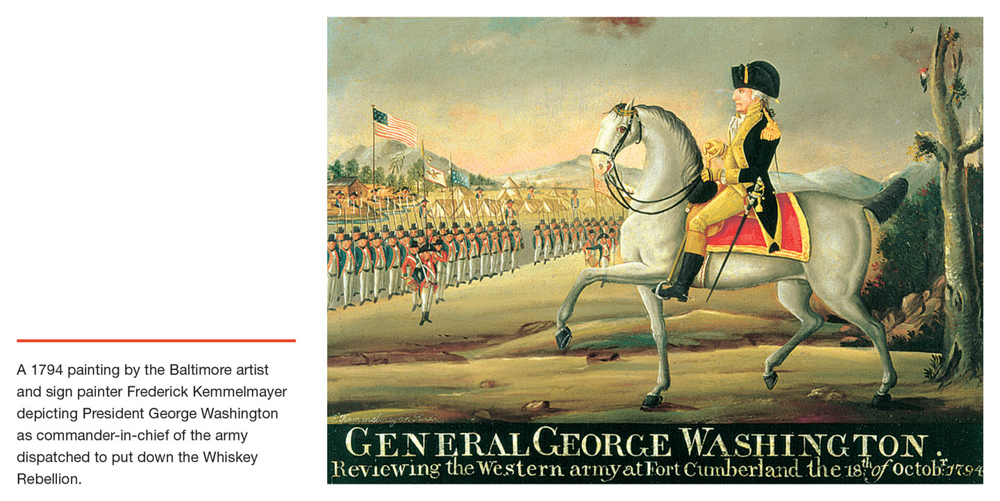 A 1794 painting by the Baltimore artist
and sign painter Frederick Kemmelmayer
depicting President George Washington
as commander-in-chief of the army
dispatched to put down the Whiskey
Rebellion.
Kemmelmeyer
GENERAL GEORGE WASHINGTON.
Reviewing the Western army at Fort Cumberland the 18th of Octobr. 1794